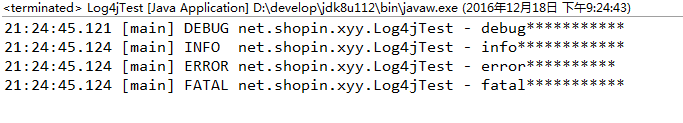 <terminated> Log4jTest [Java Application] D:\develop\jdk8u112\bin\javaw.exe (2016年12月18日 下午9:24:43)
21:24:45.121 [main] DEBUG net.shopin.xyy.Log4jTest - debug***********
21:24:45.124 [main] INFO  net.shopin.xyy.Log4jTest - info************
21:24:45.124 [main] ERROR net.shopin.xyy.Log4jTest - error**********
21:24:45.124 [main] FATAL net.shopin.xyy.Log4jTest - fatal***********